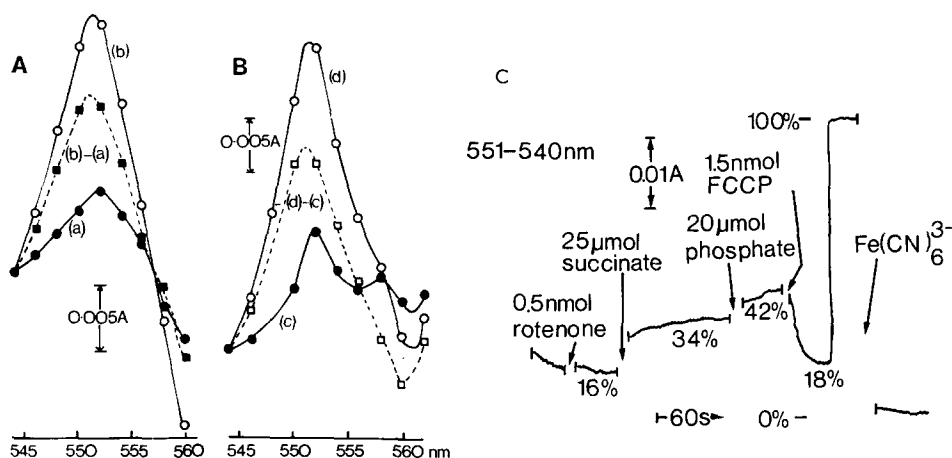 A
(b)
(b)-(a)
(a)
0·005A
545 550 555 560
B
0·005A
(d)
(d)-(c)
(c)
545 550 555 560 nm
C
551-540nm
0.01A
100%-
1.5nmol
FCCP
20μmol
phosphate
25μmol
succinate
0.5nmol
rotenone
Fe(CN)6 3-
16%
34%
42%
18%
60s
0%-